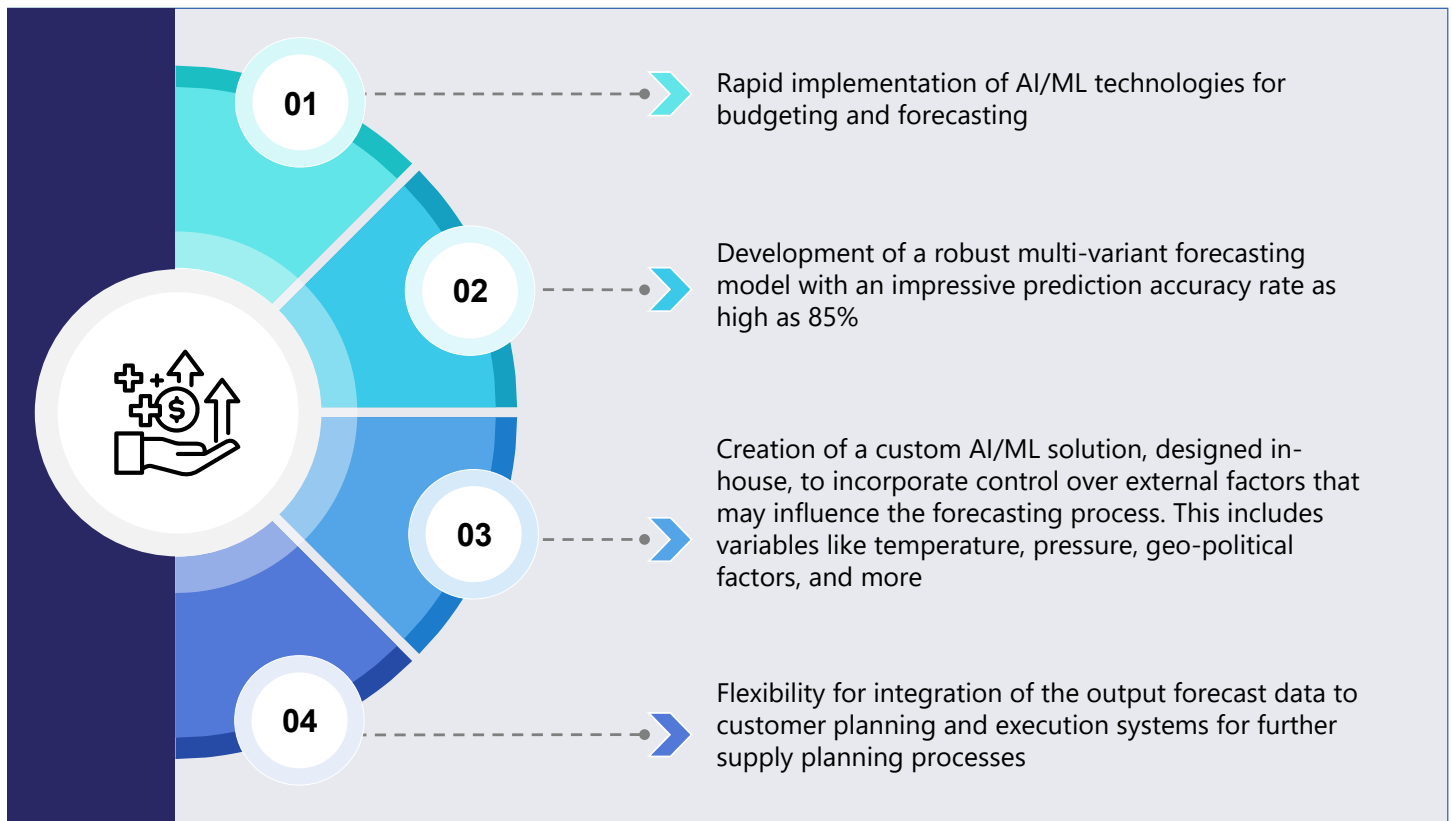 01
Rapid implementation of AI/ML technologies for
budgeting and forecasting
02
Development of a robust multi-variant forecasting
model with an impressive prediction accuracy rate as
high as 85%
$
03
Creation of a custom AI/ML solution, designed in-
house, to incorporate control over external factors that
may influence the forecasting process. This includes
variables like temperature, pressure, geo-political
factors, and more
04
Flexibility for integration of the output forecast data to
customer planning and execution systems for further
supply planning processes